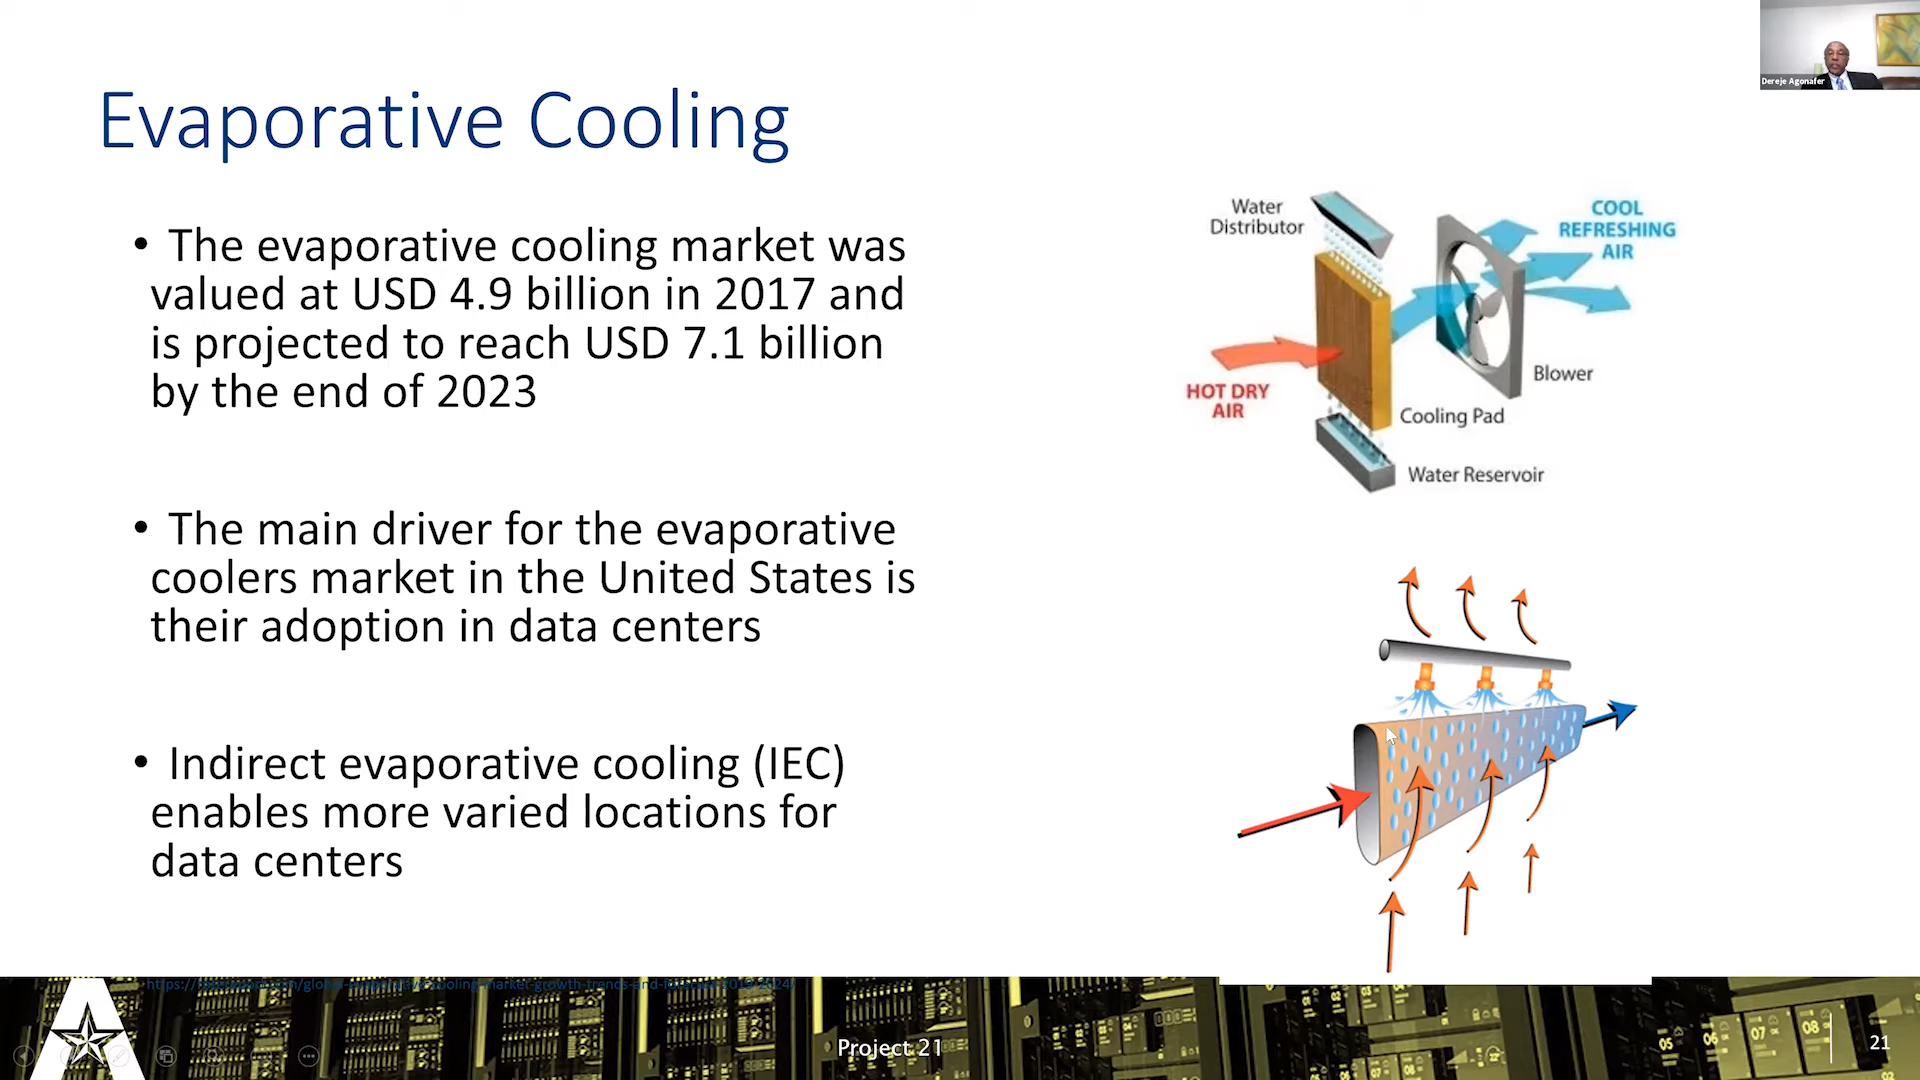 Dereje Agonafer
Evaporative Cooling
• The evaporative cooling market was
valued at USD 4.9 billion in 2017 and
is projected to reach USD 7.1 billion
by the end of 2023
• The main driver for the evaporative
coolers market in the United States is
their adoption in data centers
• Indirect evaporative cooling (IEC)
enables more varied locations for
data centers
Water
Distributor
COOL
REFRESHING
AIR
HOT DRY
AIR
Blower
Cooling Pad
Water Reservoir
Project 21
05
06
07
08
21